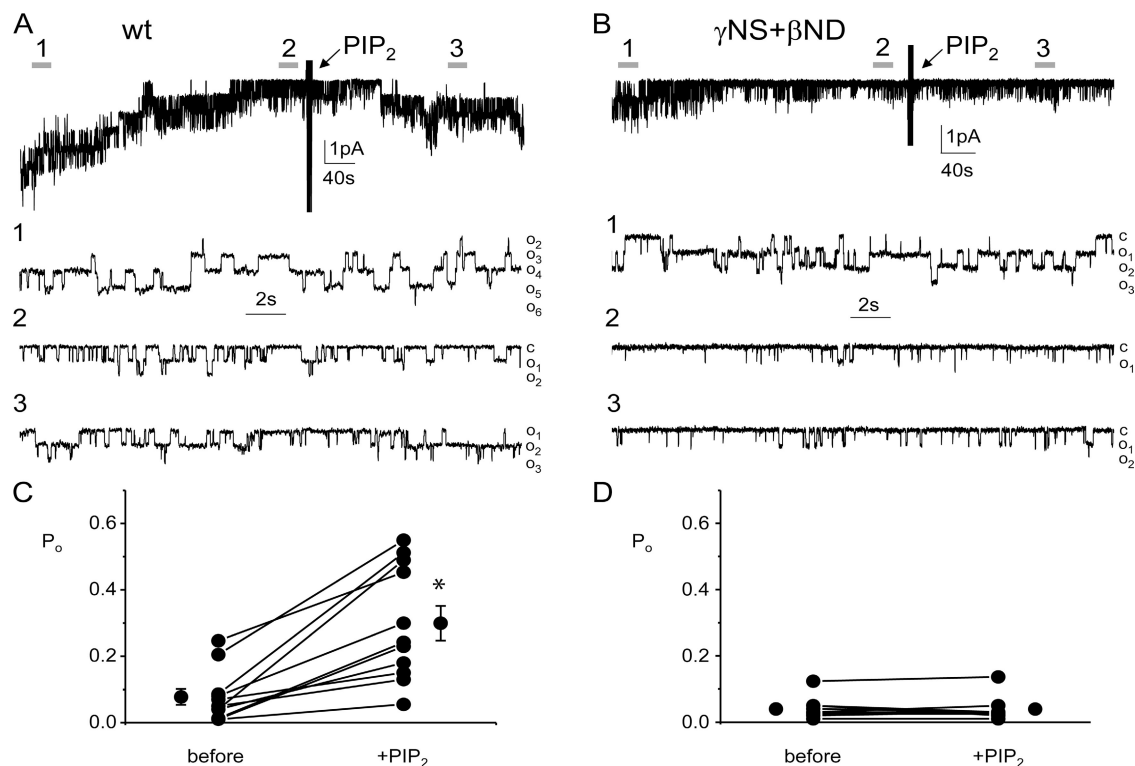 A
wt
1
2
PIP₂
3
1pA
40s
1
o₂
o₃
o₄
o₅
o₆
2s
2
c
o₁
o₂
3
o₁
o₂
o₃
B
γNS+βND
1
2
PIP₂
3
1pA
40s
1
c
o₁
o₂
o₃
2s
2
c
o₁
3
c
o₁
o₂
C
Pₒ
0.6
0.4
0.2
0.0
*
before
+PIP₂
D
Pₒ
0.6
0.4
0.2
0.0
before
+PIP₂